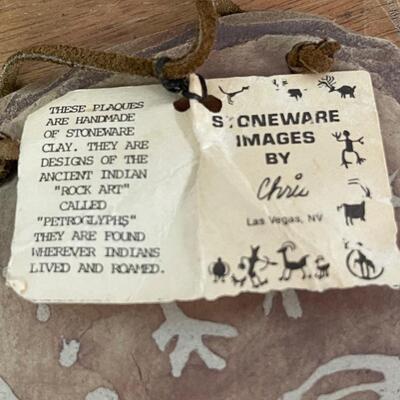 THESE PLAQUES
ARE HANDMADE
OF STONEWARE
CLAY. THEY ARE
DESIGNS OF THE
ANCIENT INDIAN
"ROCK ART"
CALLED
"PETROGLYPHS"
THEY ARE FOUND
WHEREVER INDIANS
LIVED AND ROAMED.
STONEWARE
IMAGES
BY
Chris
Las Vegas, NV